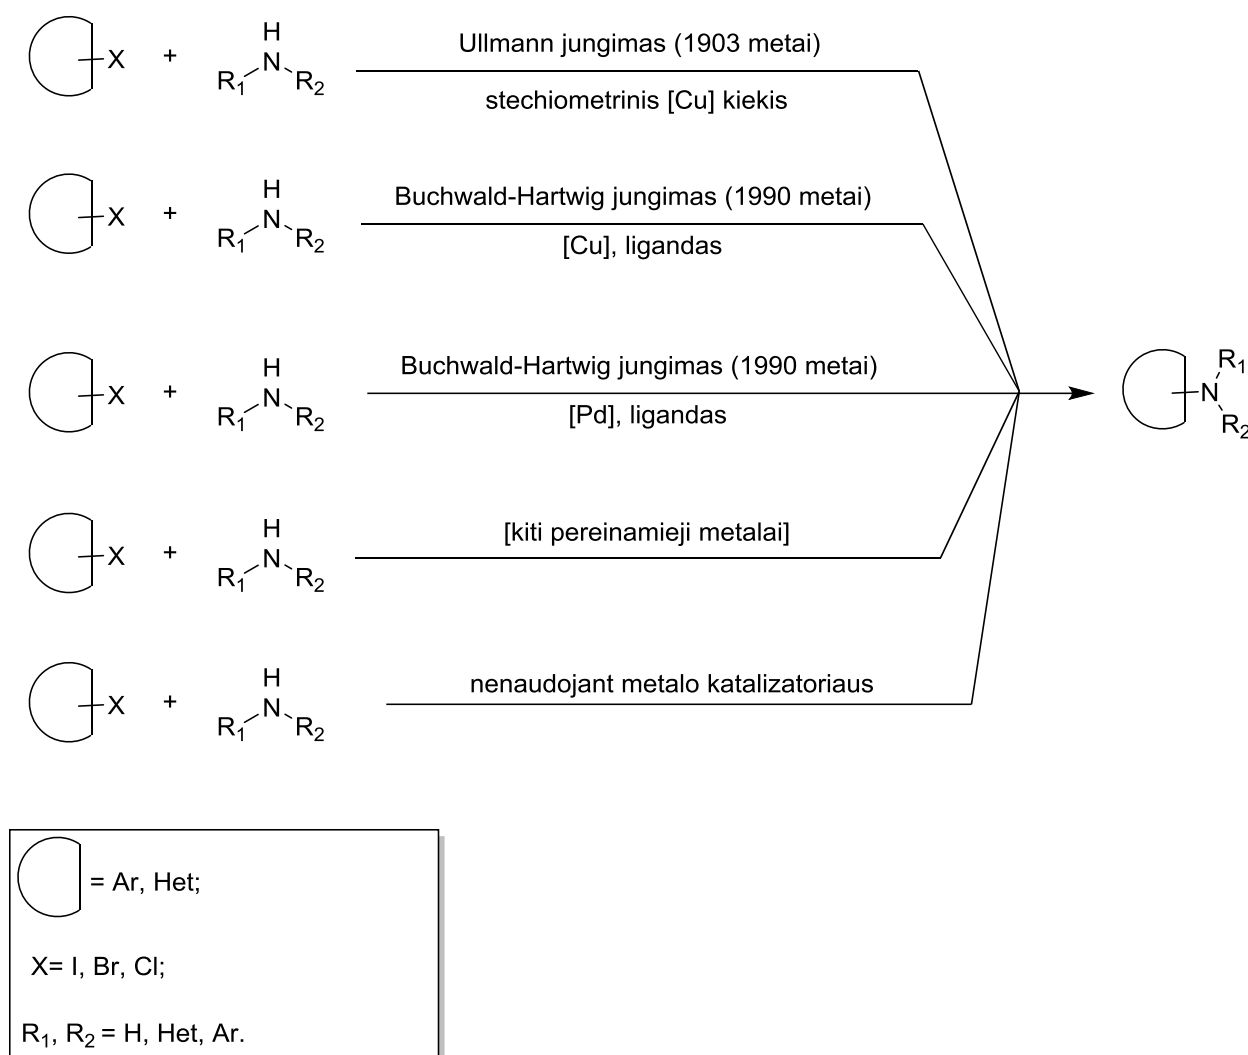 H
X + N
R1 R2
Ullmann jungimas (1903 metai)
stechiometrinis [Cu] kiekis
H
X + N
R1 R2
Buchwald-Hartwig jungimas (1990 metai)
[Cu], ligandas
H
X + N
R1 R2
Buchwald-Hartwig jungimas (1990 metai)
[Pd], ligandas
R1
N
R2
H
X + N
R1 R2
[kiti pereinamieji metalai]
H
X + N
R1 R2
nenaudojant metalo katalizatoriaus
= Ar, Het;
X= I, Br, Cl;
R1, R2 = H, Het, Ar.